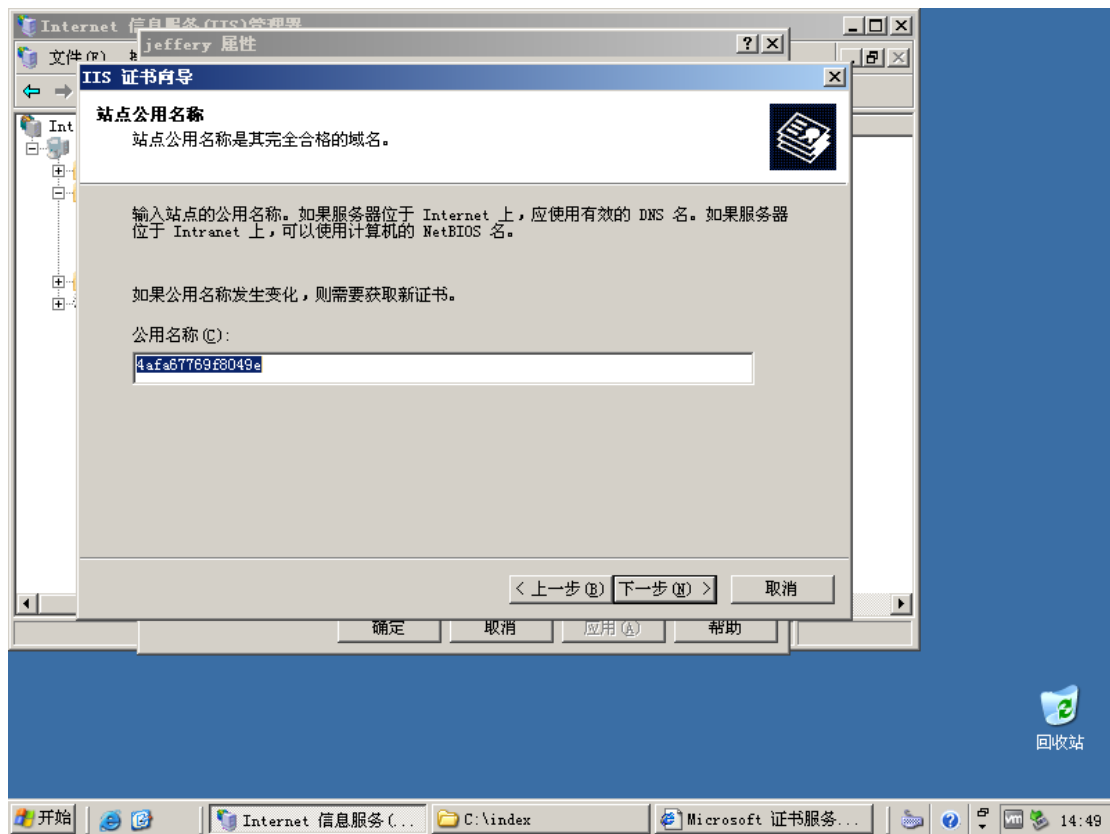 Internet 信息服务(IIS)管理器
jeffery 属性
文件(F)
IIS 证书向导
站点公用名称
站点公用名称是其完全合格的域名。
Int
输入站点的公用名称。如果服务器位于 Internet 上，应使用有效的 DNS 名。如果服务器
位于 Intranet 上，可以使用计算机的 NetBIOS 名。
如果公用名称发生变化，则需要获取新证书。
公用名称(C):
4afa67769f8049e
< 上一步(B) 下一步(N) > 取消
确定 取消 应用(A) 帮助
回收站
开始 Internet 信息服务(... C:\index Microsoft 证书服务... vm 14:49